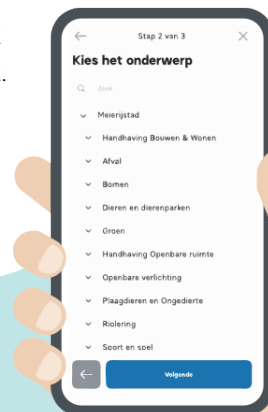 Stap 2 van 3
Kies het onderwerp
Zoek...
Meierijstad
Handhaving Bouwen & Wonen
Afval
Bomen
Dieren en dierenparken
Groen
Handhaving Openbare ruimte
Openbare verlichting
Plaagdieren en Ongedierte
Riolering
Sport en spel
Volgende